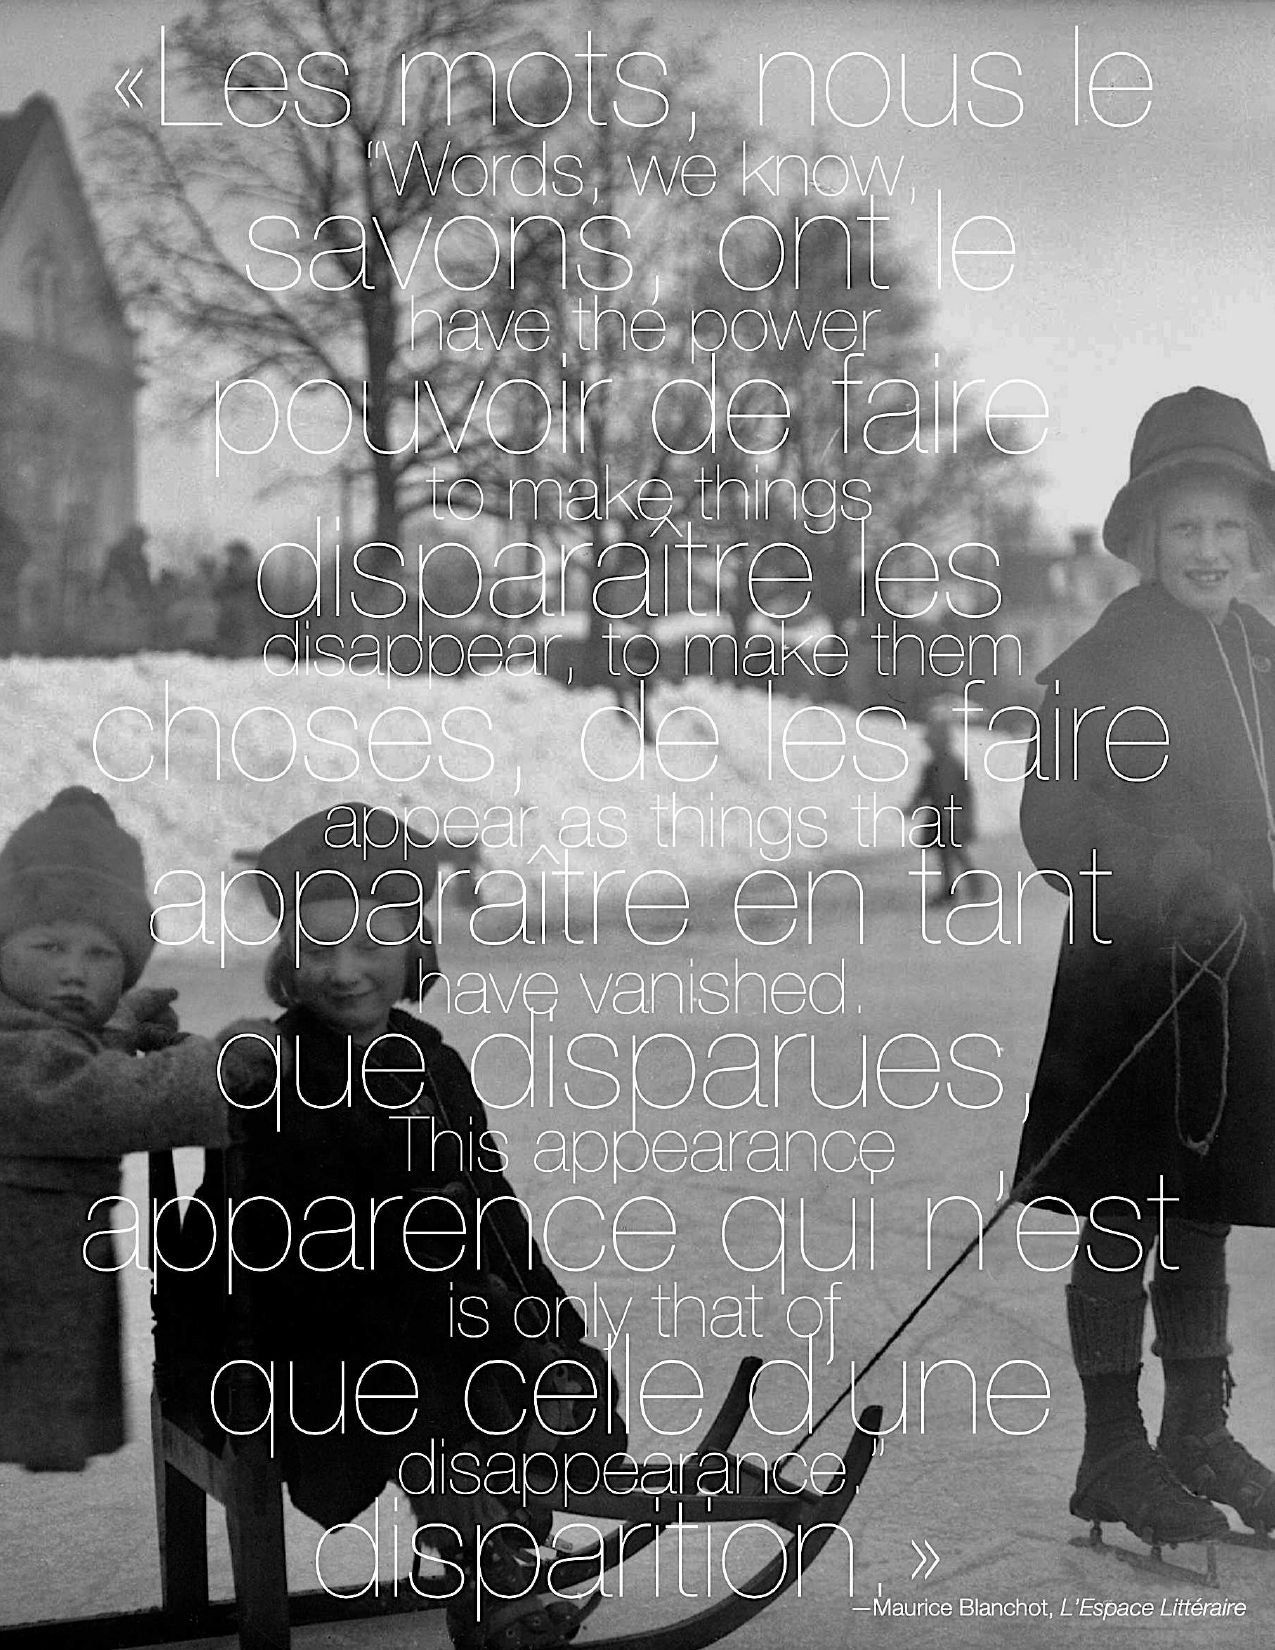 «Les mots, nous le
“Words, we know,
savons, ont le
have the power
pouvoir de faire
to make things
disparaître les
disappear, to make them
choses, de les faire
appear as things that
apparaître en tant
have vanished.
que disparues,
This appearance
apparence qui n’est
is only that of
que celle d’une
disappearance.”
disparition. »
—Maurice Blanchot, L’Espace Littéraire